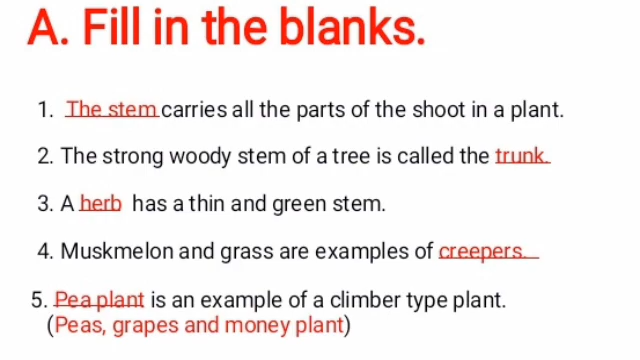 A. Fill in the blanks.
1. The stem carries all the parts of the shoot in a plant.
2. The strong woody stem of a tree is called the trunk.
3. A herb has a thin and green stem.
4. Muskmelon and grass are examples of creepers.
5. Pea plant is an example of a climber type plant.
(Peas, grapes and money plant)